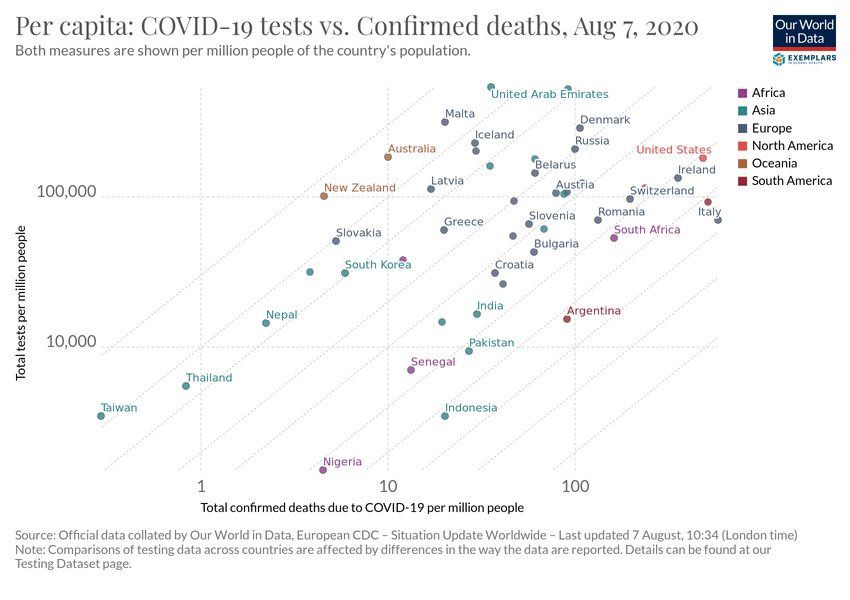 Per capita: COVID-19 tests vs. Confirmed deaths, Aug 7, 2020
Both measures are shown per million people of the country's population.
Our World
in Data
EXEMPLARS
IN GLOBAL HEALTH
Africa
Asia
Europe
North America
Oceania
South America
Total tests per million people
100,000
10,000
United Arab Emirates
Malta
Denmark
Iceland
Russia
Australia
United States
Belarus
Ireland
Latvia
Austria
New Zealand
Switzerland
Greece
Slovenia
Romania
Italy
Slovakia
South Africa
Bulgaria
South Korea
Croatia
Nepal
India
Argentina
Pakistan
Senegal
Thailand
Taiwan
Indonesia
Nigeria
1
10
100
Total confirmed deaths due to COVID-19 per million people
Source: Official data collated by Our World in Data, European CDC – Situation Update Worldwide – Last updated 7 August, 10:34 (London time)
Note: Comparisons of testing data across countries are affected by differences in the way the data are reported. Details can be found at our
Testing Dataset page.